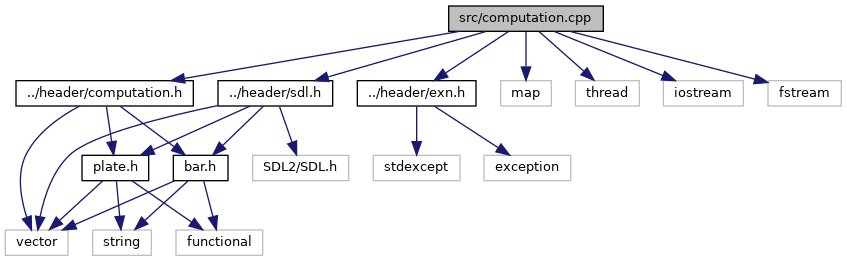 src/computation.cpp
../header/computation.h
../header/sdl.h
../header/exn.h
map
thread
iostream
fstream
plate.h
bar.h
SDL2/SDL.h
stdexcept
exception
vector
string
functional